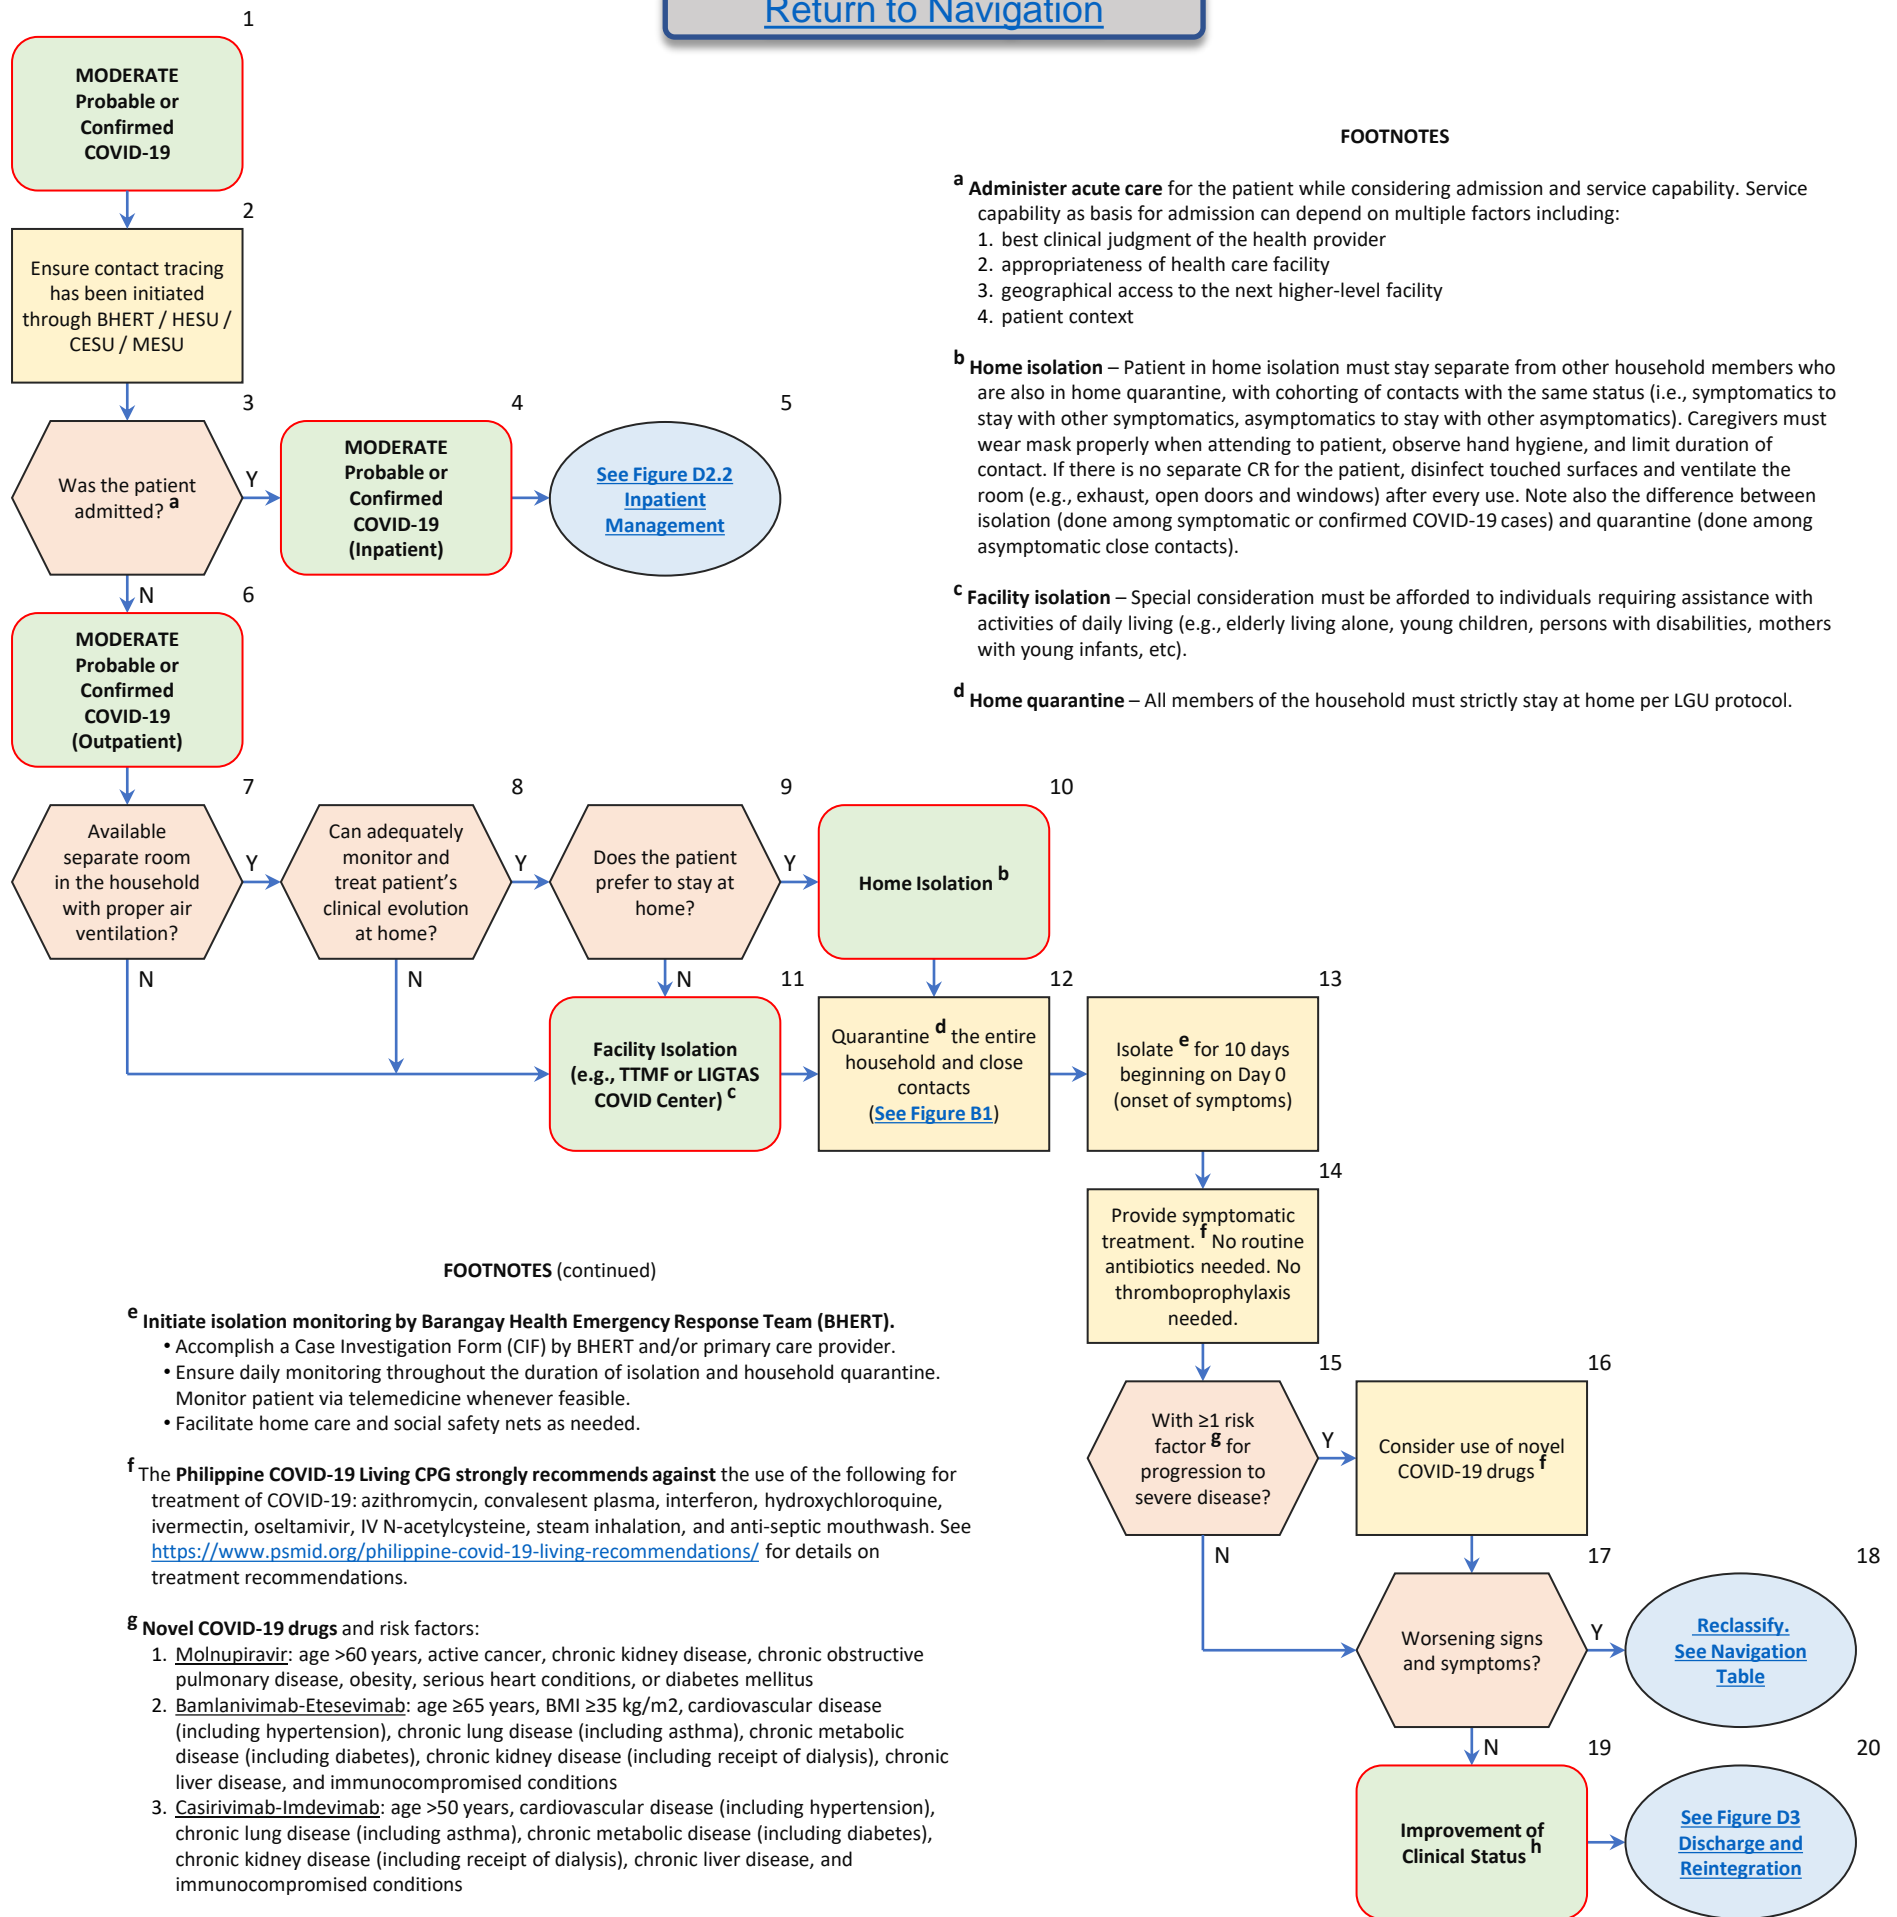 Return to Navigation
1
MODERATE
Probable or
Confirmed
COVID-19
2
Ensure contact tracing
has been initiated
through BHERT / HESU /
CESU / MESU
3
Was the patient
admitted? a
Y
N
4
MODERATE
Probable or
Confirmed
COVID-19
(Inpatient)
5
See Figure D2.2
Inpatient
Management
6
MODERATE
Probable or
Confirmed
COVID-19
(Outpatient)
FOOTNOTES
a Administer acute care for the patient while considering admission and service capability. Service
capability as basis for admission can depend on multiple factors including:
1. best clinical judgment of the health provider
2. appropriateness of health care facility
3. geographical access to the next higher-level facility
4. patient context
b Home isolation – Patient in home isolation must stay separate from other household members who
are also in home quarantine, with cohorting of contacts with the same status (i.e., symptomatics to
stay with other symptomatics, asymptomatics to stay with other asymptomatics). Caregivers must
wear mask properly when attending to patient, observe hand hygiene, and limit duration of
contact. If there is no separate CR for the patient, disinfect touched surfaces and ventilate the
room (e.g., exhaust, open doors and windows) after every use. Note also the difference between
isolation (done among symptomatic or confirmed COVID-19 cases) and quarantine (done among
asymptomatic close contacts).
c Facility isolation – Special consideration must be afforded to individuals requiring assistance with
activities of daily living (e.g., elderly living alone, young children, persons with disabilities, mothers
with young infants, etc).
d Home quarantine – All members of the household must strictly stay at home per LGU protocol.
7
Available
separate room
in the household
with proper air
ventilation?
Y
N
8
Can adequately
monitor and
treat patient's
clinical evolution
at home?
Y
N
9
Does the patient
prefer to stay at
home?
Y
N
10
Home Isolation b
11
Facility Isolation
(e.g., TTMF or LIGTAS
COVID Center) c
12
Quarantine d the entire
household and close
contacts
(See Figure B1)
13
Isolate e for 10 days
beginning on Day 0
(onset of symptoms)
14
Provide symptomatic
treatment. f No routine
antibiotics needed. No
thromboprophylaxis
needed.
15
With ≥1 risk
factor g for
progression to
severe disease?
Y
N
16
Consider use of novel
COVID-19 drugs f
17
Worsening signs
and symptoms?
Y
N
18
Reclassify.
See Navigation
Table
19
Improvement of
Clinical Status h
20
See Figure D3
Discharge and
Reintegration
FOOTNOTES (continued)
e Initiate isolation monitoring by Barangay Health Emergency Response Team (BHERT).
• Accomplish a Case Investigation Form (CIF) by BHERT and/or primary care provider.
• Ensure daily monitoring throughout the duration of isolation and household quarantine.
Monitor patient via telemedicine whenever feasible.
• Facilitate home care and social safety nets as needed.
f The Philippine COVID-19 Living CPG strongly recommends against the use of the following for
treatment of COVID-19: azithromycin, convalesent plasma, interferon, hydroxychloroquine,
ivermectin, oseltamivir, IV N-acetylcysteine, steam inhalation, and anti-septic mouthwash. See
https://www.psmid.org/philippine-covid-19-living-recommendations/ for details on
treatment recommendations.
g Novel COVID-19 drugs and risk factors:
1. Molnupiravir: age >60 years, active cancer, chronic kidney disease, chronic obstructive
pulmonary disease, obesity, serious heart conditions, or diabetes mellitus
2. Bamlanivimab-Etesevimab: age ≥65 years, BMI ≥35 kg/m2, cardiovascular disease
(including hypertension), chronic lung disease (including asthma), chronic metabolic
disease (including diabetes), chronic kidney disease (including receipt of dialysis), chronic
liver disease, and immunocompromised conditions
3. Casirivimab-Imdevimab: age >50 years, cardiovascular disease (including hypertension),
chronic lung disease (including asthma), chronic metabolic disease (including diabetes),
chronic kidney disease (including receipt of dialysis), chronic liver disease, and
immunocompromised conditions